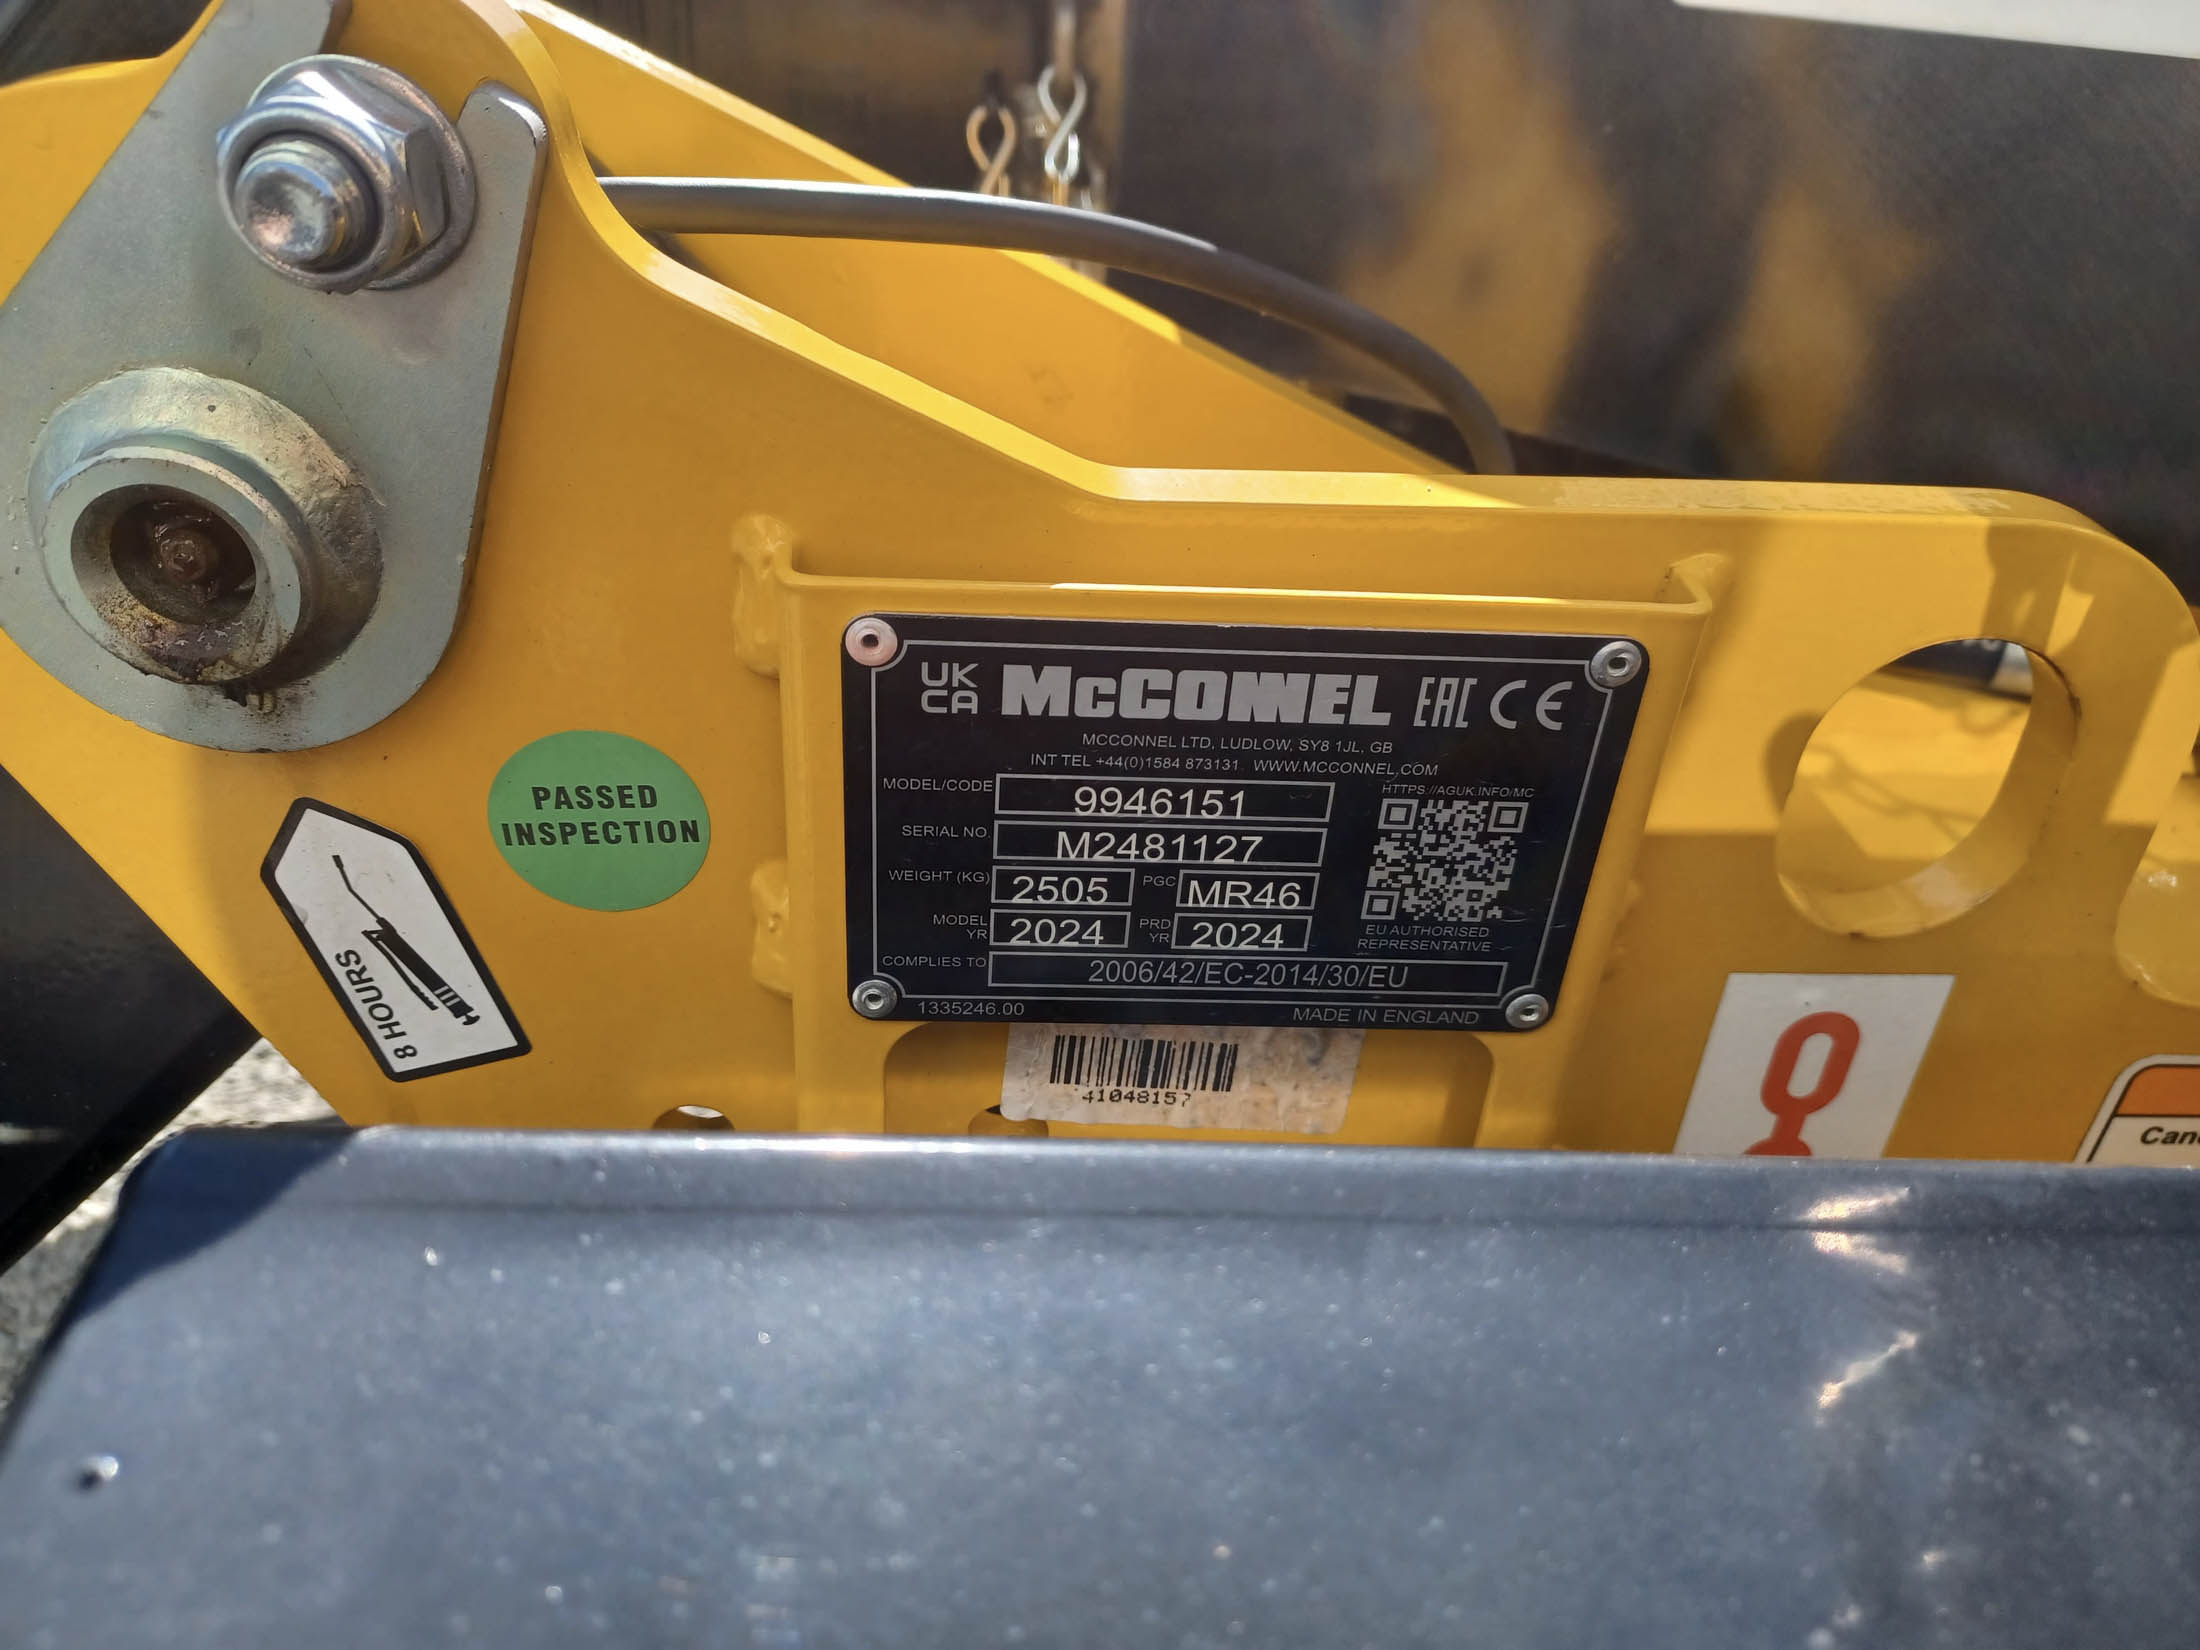 UK
CA
McCONNEL
EAC CE
MCCONNEL LTD, LUDLOW, SY8 1JL, GB
INT TEL +44(0)1584 873131 WWW.MCCONNEL.COM
MODEL/CODE 9946151
HTTPS://AGUK.INFO/MC
SERIAL NO. M2481127
WEIGHT (KG) 2505 PGC MR46
MODEL YR 2024 PRD YR 2024
EU AUTHORISED
REPRESENTATIVE
COMPLIES TO 2006/42/EC-2014/30/EU
1335246.00 MADE IN ENGLAND
PASSED
INSPECTION
8 HOURS
41048157